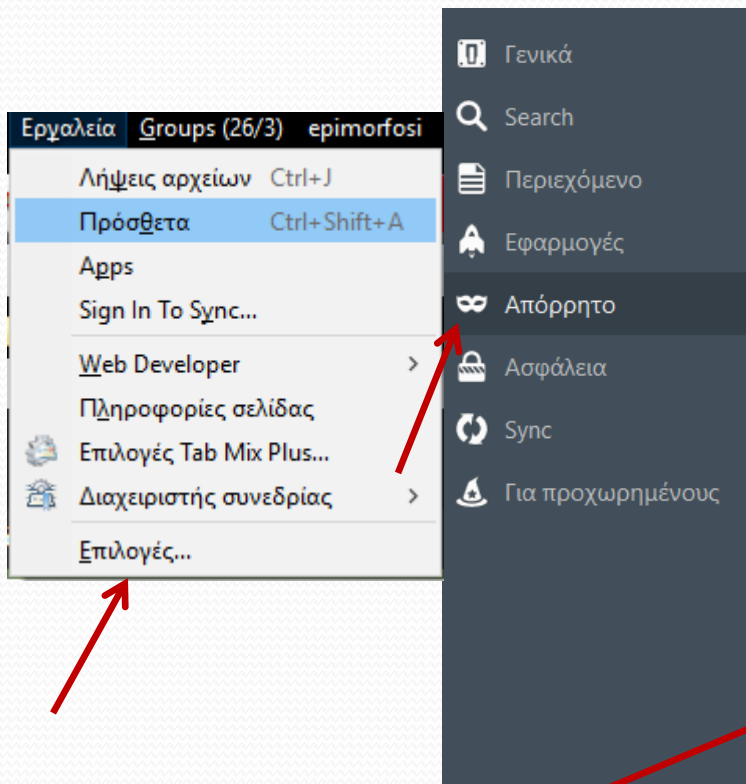 Εργαλεία Groups (26/3) epimorfosi
Λήψεις αρχείων Ctrl+J
Πρόσθετα Ctrl+Shift+A
Apps
Sign In To Sync...
Web Developer >
Πληροφορίες σελίδας
Επιλογές Tab Mix Plus...
Διαχειριστής συνεδρίας >
Επιλογές...
Γενικά
Search
Περιεχόμενο
Εφαρμογές
Απόρρητο
Ασφάλεια
Sync
Για προχωρημένους